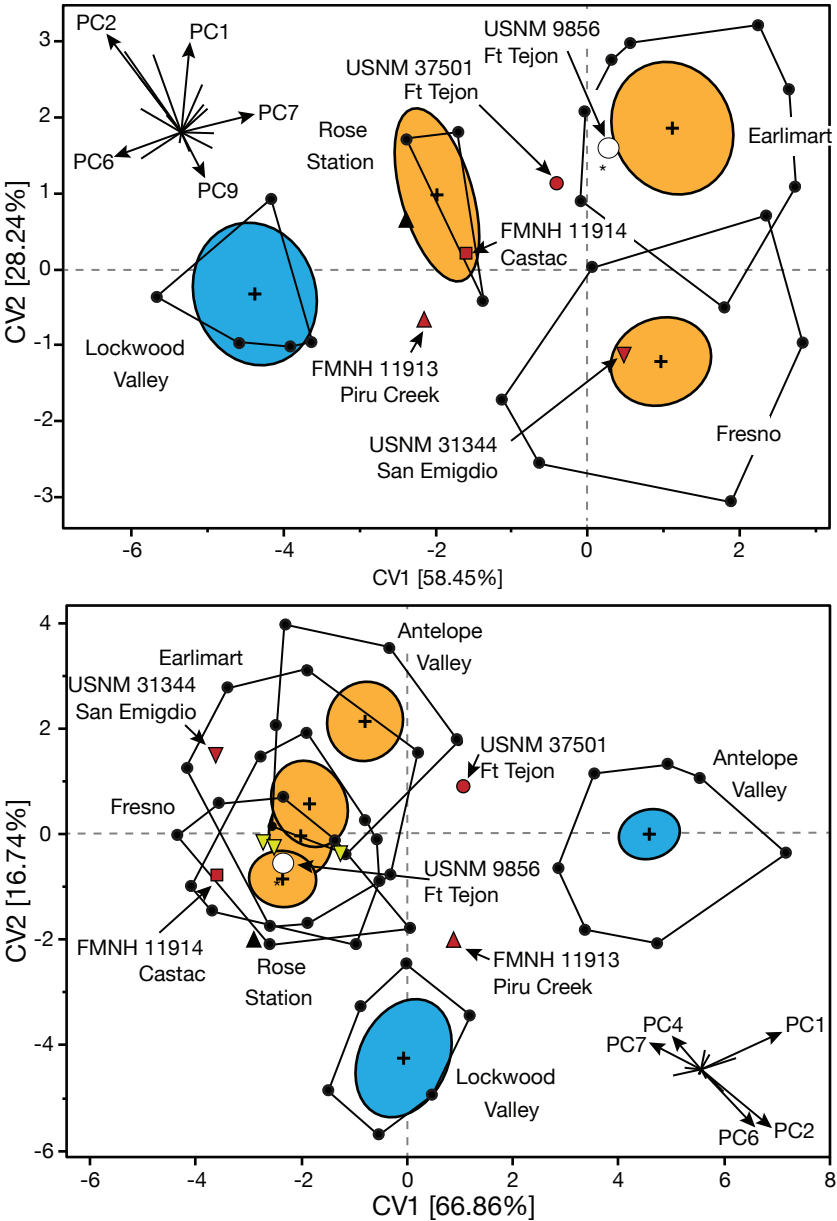 PC2
PC1
PC7
PC6
PC9
USNM 9856
Ft Tejon
USNM 37501
Ft Tejon
Rose
Station
Earlimart
FMNH 11914
Castac
Lockwood
Valley
FMNH 11913
Piru Creek
USNM 31344
San Emigdio
Fresno
*
3
2
1
0
-1
-2
-3
CV2 [28.24%]
-6
-4
-2
0
2
CV1 [58.45%]
Antelope
Valley
Earlimart
USNM 31344
San Emigdio
USNM 37501
Ft Tejon
Antelope
Valley
Fresno
USNM 9856
Ft Tejon
*
FMNH 11914
Castac
Rose
Station
FMNH 11913
Piru Creek
Lockwood
Valley
PC4
PC1
PC7
PC6
PC2
4
2
0
-2
-4
-6
CV2 [16.74%]
-6
-4
-2
0
2
4
6
8
CV1 [66.86%]